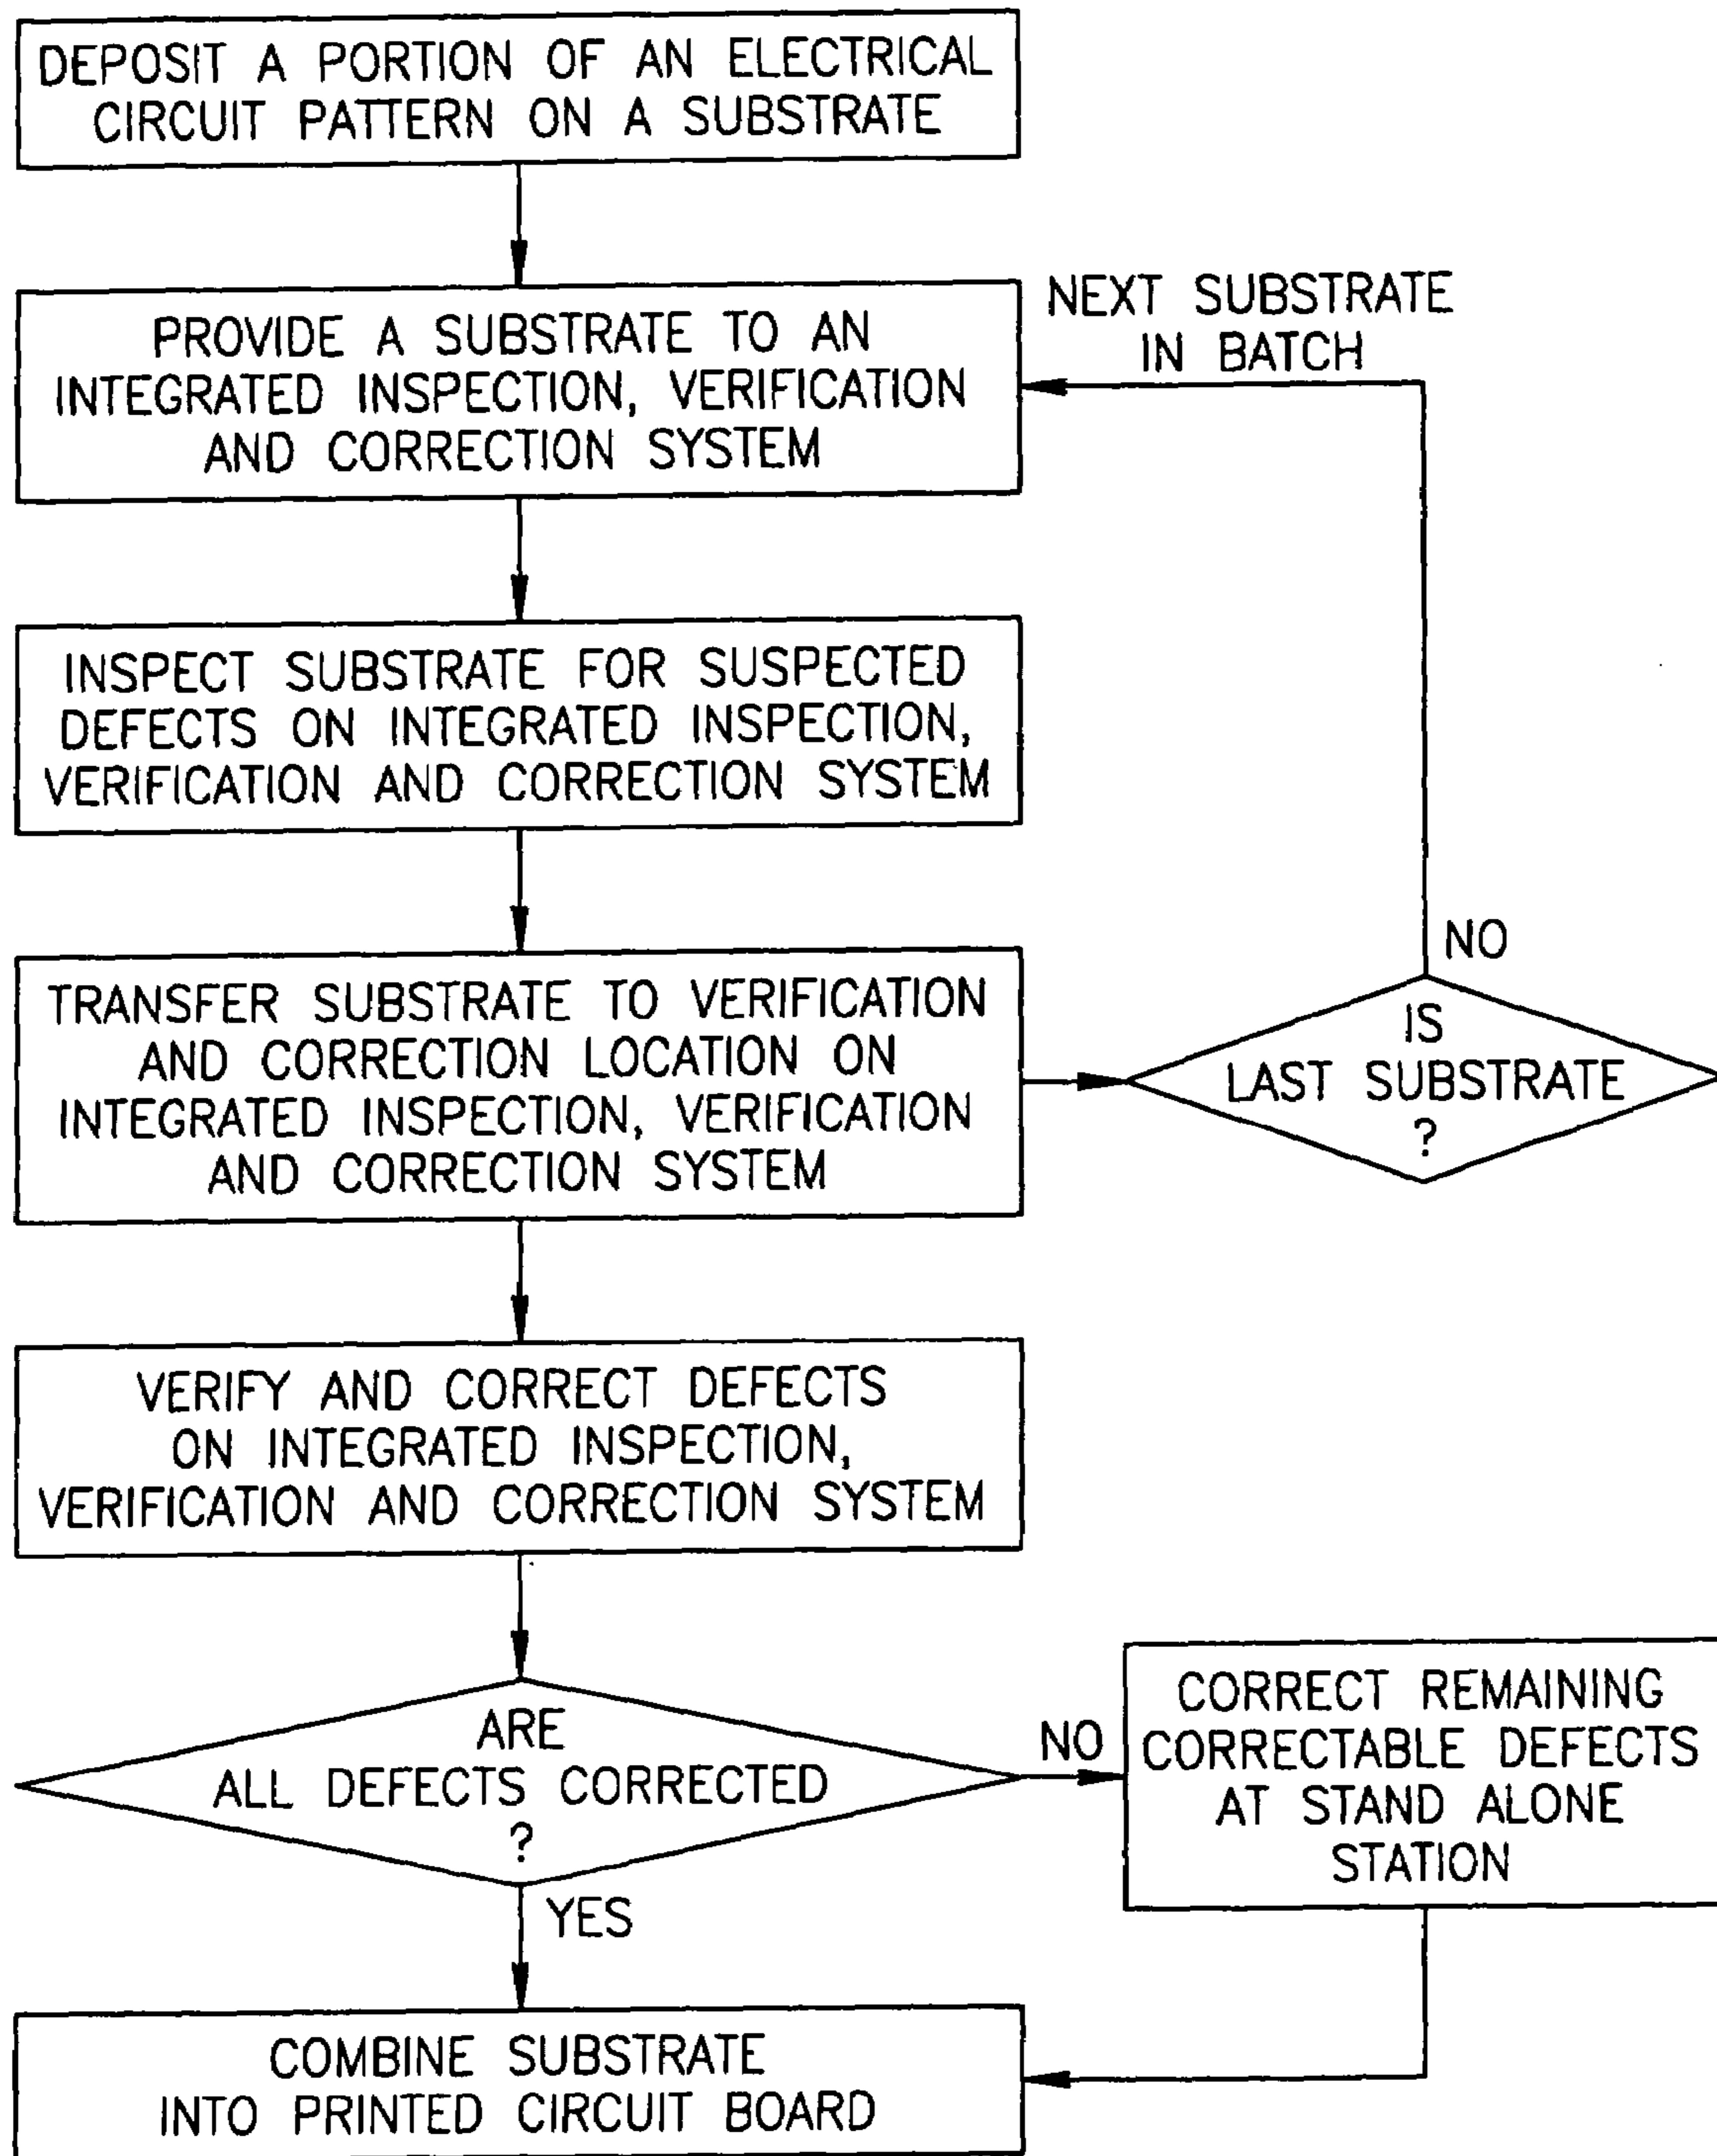 DEPOSIT A PORTION OF AN ELECTRICAL
CIRCUIT PATTERN ON A SUBSTRATE
PROVIDE A SUBSTRATE TO AN
INTEGRATED INSPECTION, VERIFICATION
AND CORRECTION SYSTEM
NEXT SUBSTRATE
IN BATCH
INSPECT SUBSTRATE FOR SUSPECTED
DEFECTS ON INTEGRATED INSPECTION,
VERIFICATION AND CORRECTION SYSTEM
TRANSFER SUBSTRATE TO VERIFICATION
AND CORRECTION LOCATION ON
INTEGRATED INSPECTION, VERIFICATION
AND CORRECTION SYSTEM
NO
IS
LAST SUBSTRATE
?
VERIFY AND CORRECT DEFECTS
ON INTEGRATED INSPECTION,
VERIFICATION AND CORRECTION SYSTEM
ARE
ALL DEFECTS CORRECTED
?
NO
CORRECT REMAINING
CORRECTABLE DEFECTS
AT STAND ALONE
STATION
YES
COMBINE SUBSTRATE
INTO PRINTED CIRCUIT BOARD